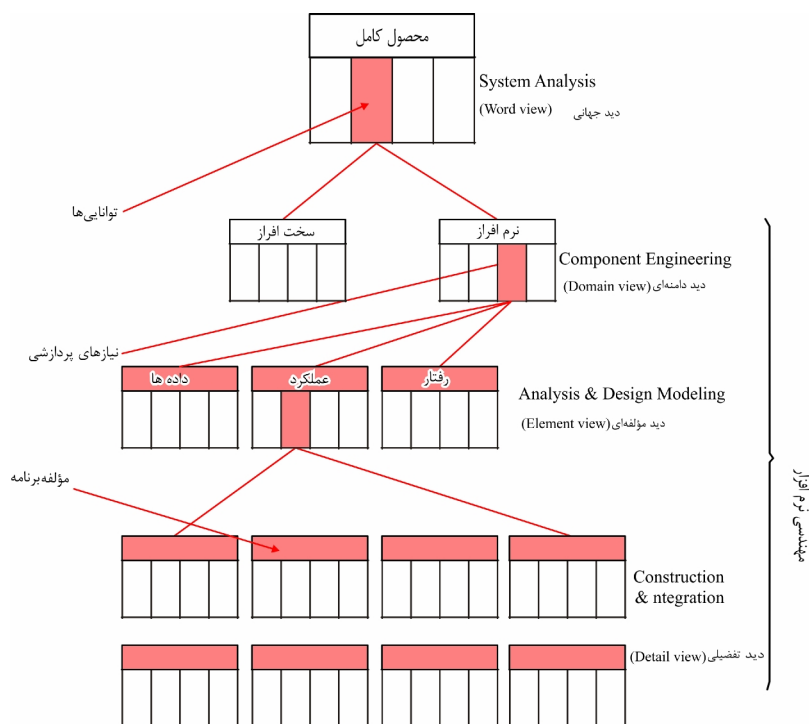 محصول کامل
System Analysis
(Word view) دید جهانی
توانایی‌ها
سخت افراز
نرم افراز
Component Engineering
(Domain view) دید دامنه‌ای
نیازهای پردازشی
داده ها
عملکرد
رفتار
Analysis & Design Modeling
(Element view) دید مؤلفه‌ای
مؤلفه‌برنامه
مهندسی نرم افزار
Construction
& ntegration
(Detail view) دید تفضیلی